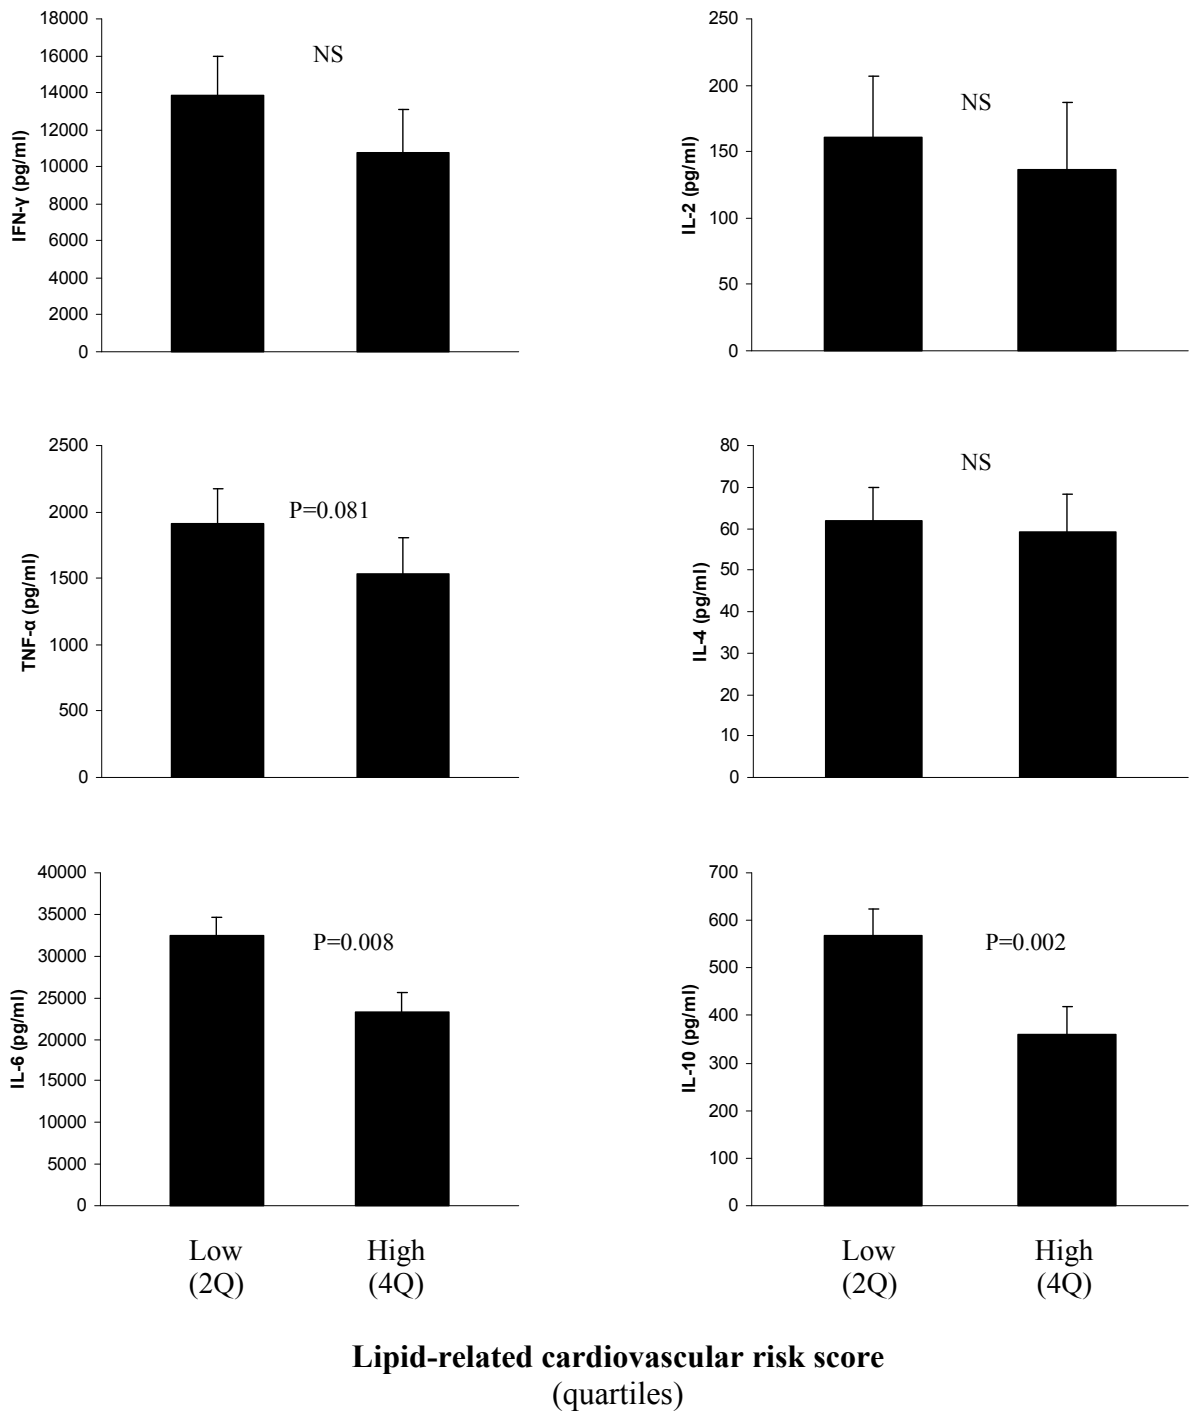 18000
16000
14000
12000
10000
8000
6000
4000
2000
0
IFN-γ (pg/ml)
NS
250
200
150
100
50
0
IL-2 (pg/ml)
NS
2500
2000
1500
1000
500
0
TNF-α (pg/ml)
P=0.081
80
70
60
50
40
30
20
10
0
IL-4 (pg/ml)
NS
40000
35000
30000
25000
20000
15000
10000
5000
0
IL-6 (pg/ml)
P=0.008
Low
(2Q)
High
(4Q)
700
600
500
400
300
200
100
0
IL-10 (pg/ml)
P=0.002
Low
(2Q)
High
(4Q)
Lipid-related cardiovascular risk score
(quartiles)